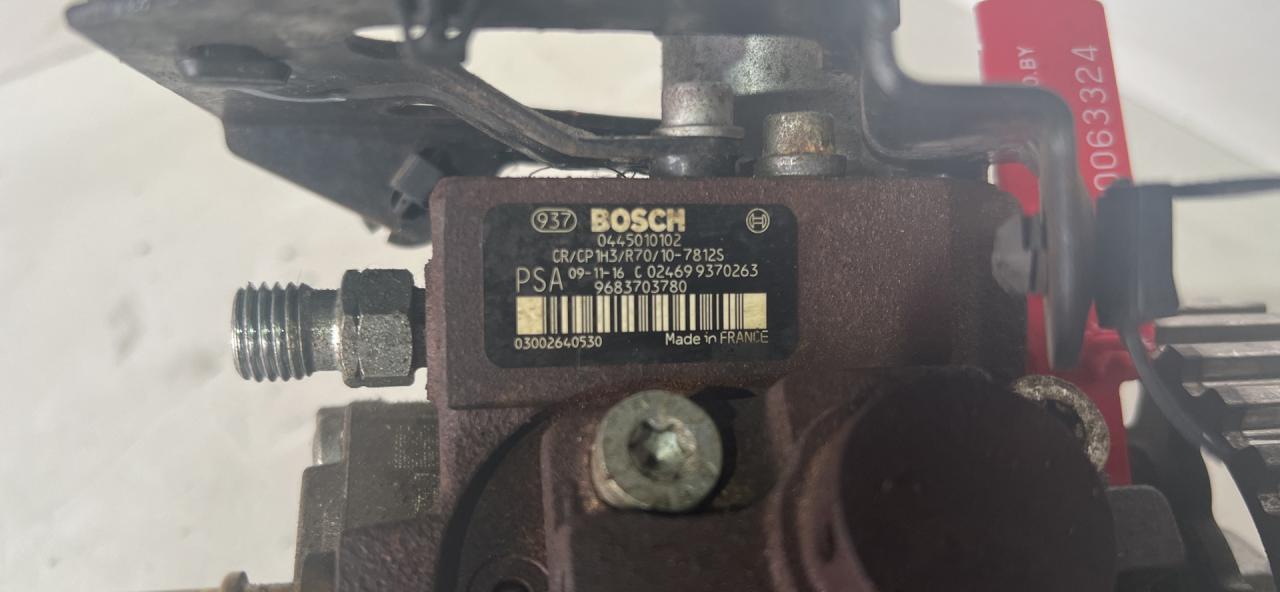 937 BOSCH
0445010102
CR/CP1H3/R70/10-7812S
PSA 09-11-16 C 02469 9370263
9683703780
03002640530 Made in FRANCE
O.BY
0063324